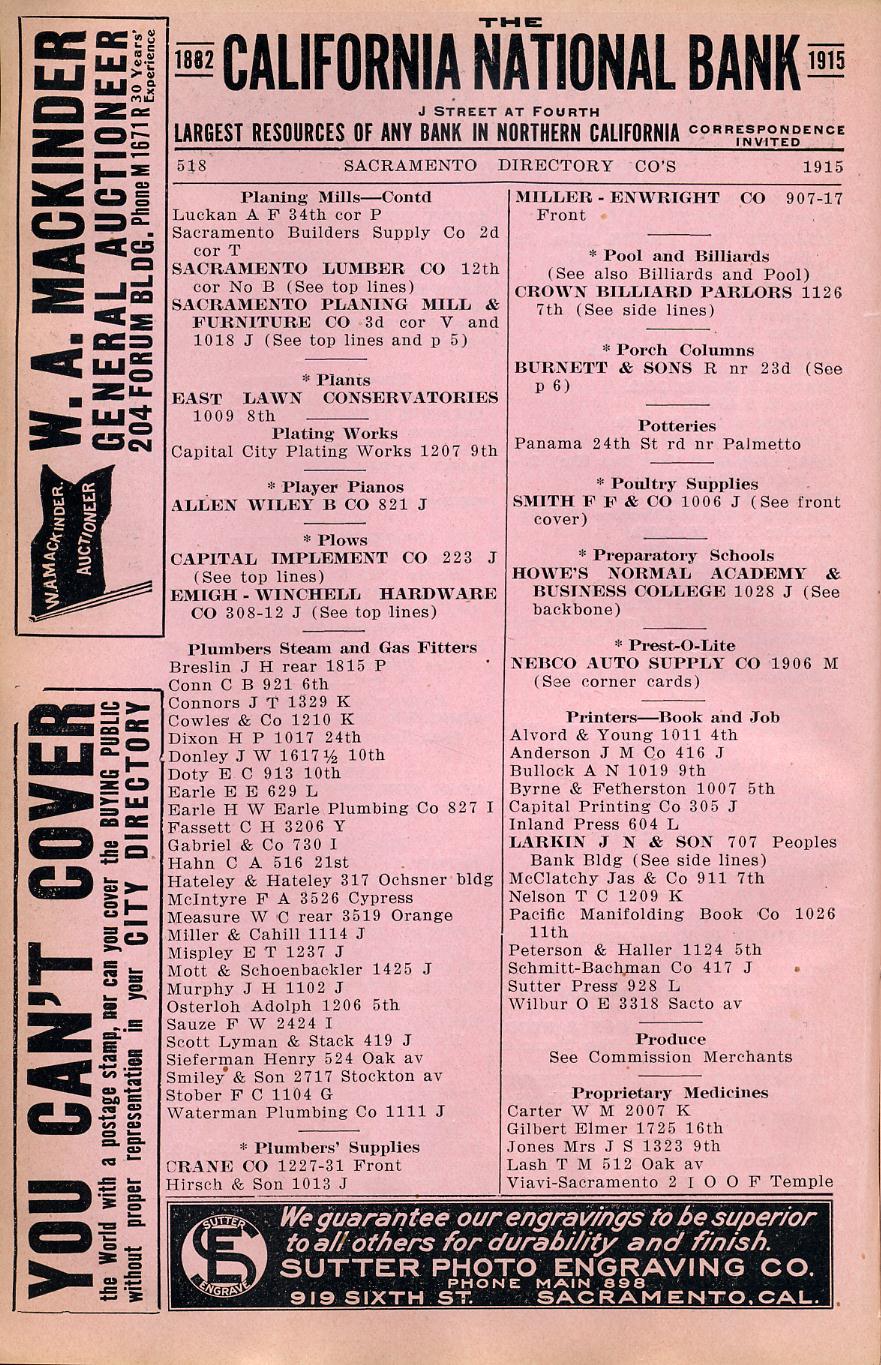 THE
1882 CALIFORNIA NATIONAL BANK 1915
J STREET AT FOURTH
LARGEST RESOURCES OF ANY BANK IN NORTHERN CALIFORNIA CORRESPONDENCE INVITED
518 SACRAMENTO DIRECTORY CO'S 1915
W. A. MACKINDER
GENERAL AUCTIONEER
204 FORUM BLDG. Phone M 1671 R 30 Years' Experience
W.A. MACKINDER.
AUCTIONEER
YOU CAN'T COVER
the World with a postage stamp, nor can you cover the BUYING PUBLIC
without proper representation in your CITY DIRECTORY
Planing Mills—Contd
Luckan A F 34th cor P
Sacramento Builders Supply Co 2d
cor T
SACRAMENTO LUMBER CO 12th
cor No B (See top lines)
SACRAMENTO PLANING MILL &
FURNITURE CO 3d cor V and
1018 J (See top lines and p 5)
* Plants
EAST LAWN CONSERVATORIES
1009 8th
Plating Works
Capital City Plating Works 1207 9th
* Player Pianos
ALLEN WILEY B CO 821 J
* Plows
CAPITAL IMPLEMENT CO 223 J
(See top lines)
EMIGH - WINCHELL HARDWARE
CO 308-12 J (See top lines)
Plumbers Steam and Gas Fitters
Breslin J H rear 1815 P
Conn C B 921 6th
Connors J T 1329 K
Cowles & Co 1210 K
Dixon H P 1017 24th
Donley J W 1617½ 10th
Doty E C 913 10th
Earle E E 629 L
Earle H W Earle Plumbing Co 827 I
Fassett C H 3206 Y
Gabriel & Co 730 I
Hahn C A 516 21st
Hateley & Hateley 317 Ochsner bldg
McIntyre F A 3526 Cypress
Measure W C rear 3519 Orange
Miller & Cahill 1114 J
Mispley E T 1237 J
Mott & Schoenbackler 1425 J
Murphy J H 1102 J
Osterloh Adolph 1206 5th
Sauze F W 2424 I
Scott Lyman & Stack 419 J
Sieferman Henry 524 Oak av
Smiley & Son 2717 Stockton av
Stober F C 1104 G
Waterman Plumbing Co 1111 J
* Plumbers' Supplies
CRANE CO 1227-31 Front
Hirsch & Son 1013 J
MILLER - ENWRIGHT CO 907-17
Front
* Pool and Billiards
(See also Billiards and Pool)
CROWN BILLIARD PARLORS 1126
7th (See side lines)
* Porch Columns
BURNETT & SONS R nr 23d (See
p 6)
Potteries
Panama 24th St rd nr Palmetto
* Poultry Supplies
SMITH F F & CO 1006 J (See front
cover)
* Preparatory Schools
HOWE'S NORMAL ACADEMY &
BUSINESS COLLEGE 1028 J (See
backbone)
* Prest-O-Lite
NEBCO AUTO SUPPLY CO 1906 M
(See corner cards)
Printers—Book and Job
Alvord & Young 1011 4th
Anderson J M Co 416 J
Bullock A N 1019 9th
Byrne & Fetherston 1007 5th
Capital Printing Co 305 J
Inland Press 604 L
LARKIN J N & SON 707 Peoples
Bank Bldg (See side lines)
McClatchy Jas & Co 911 7th
Nelson T C 1209 K
Pacific Manifolding Book Co 1026
11th
Peterson & Haller 1124 5th
Schmitt-Bachman Co 417 J
Sutter Press 928 L
Wilbur O E 3318 Sacto av
Produce
See Commission Merchants
Proprietary Medicines
Carter W M 2007 K
Gilbert Elmer 1725 16th
Jones Mrs J S 1323 9th
Lash T M 512 Oak av
Viavi-Sacramento 2 I O O F Temple
SUTTER
ENGRAVE
We guarantee our engravings to be superior
to all others for durability and finish.
SUTTER PHOTO ENGRAVING CO.
PHONE MAIN 898
919 SIXTH ST. SACRAMENTO, CAL.